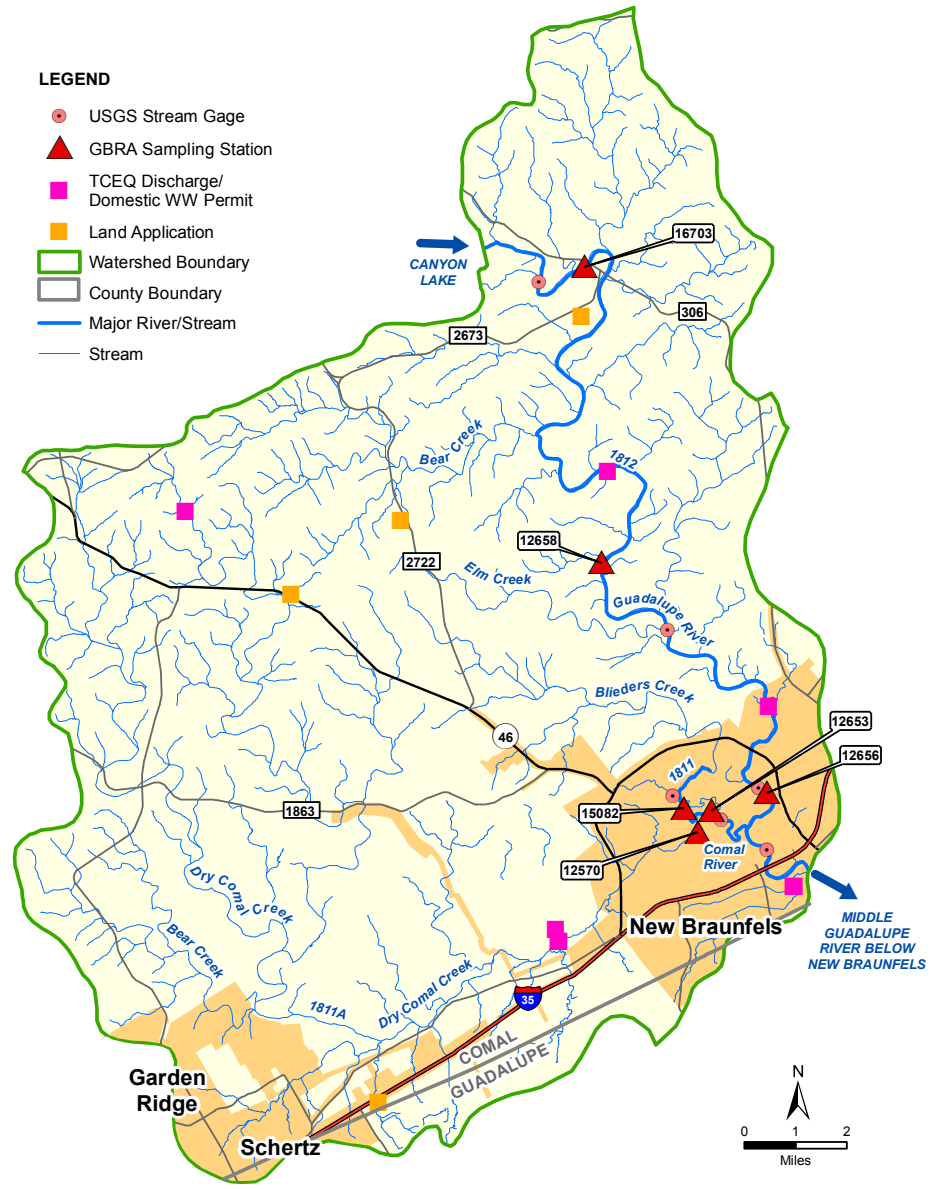 LEGEND
USGS Stream Gage
GBRA Sampling Station
TCEQ Discharge/
Domestic WW Permit
Land Application
Watershed Boundary
County Boundary
Major River/Stream
Stream
16703
CANYON
LAKE
306
2673
Bear Creek
1812
12658
2722
Elm Creek
Guadalupe River
Blieders Creek
46
12653
1811
12656
1863
15082
Comal
River
12570
Dry Comal Creek
New Braunfels
MIDDLE
GUADALUPE
RIVER BELOW
NEW BRAUNFELS
Bear Creek
Dry Comal Creek
1811A
35
COMAL
GUADALUPE
Garden
Ridge
Schertz
N
0 1 2
Miles